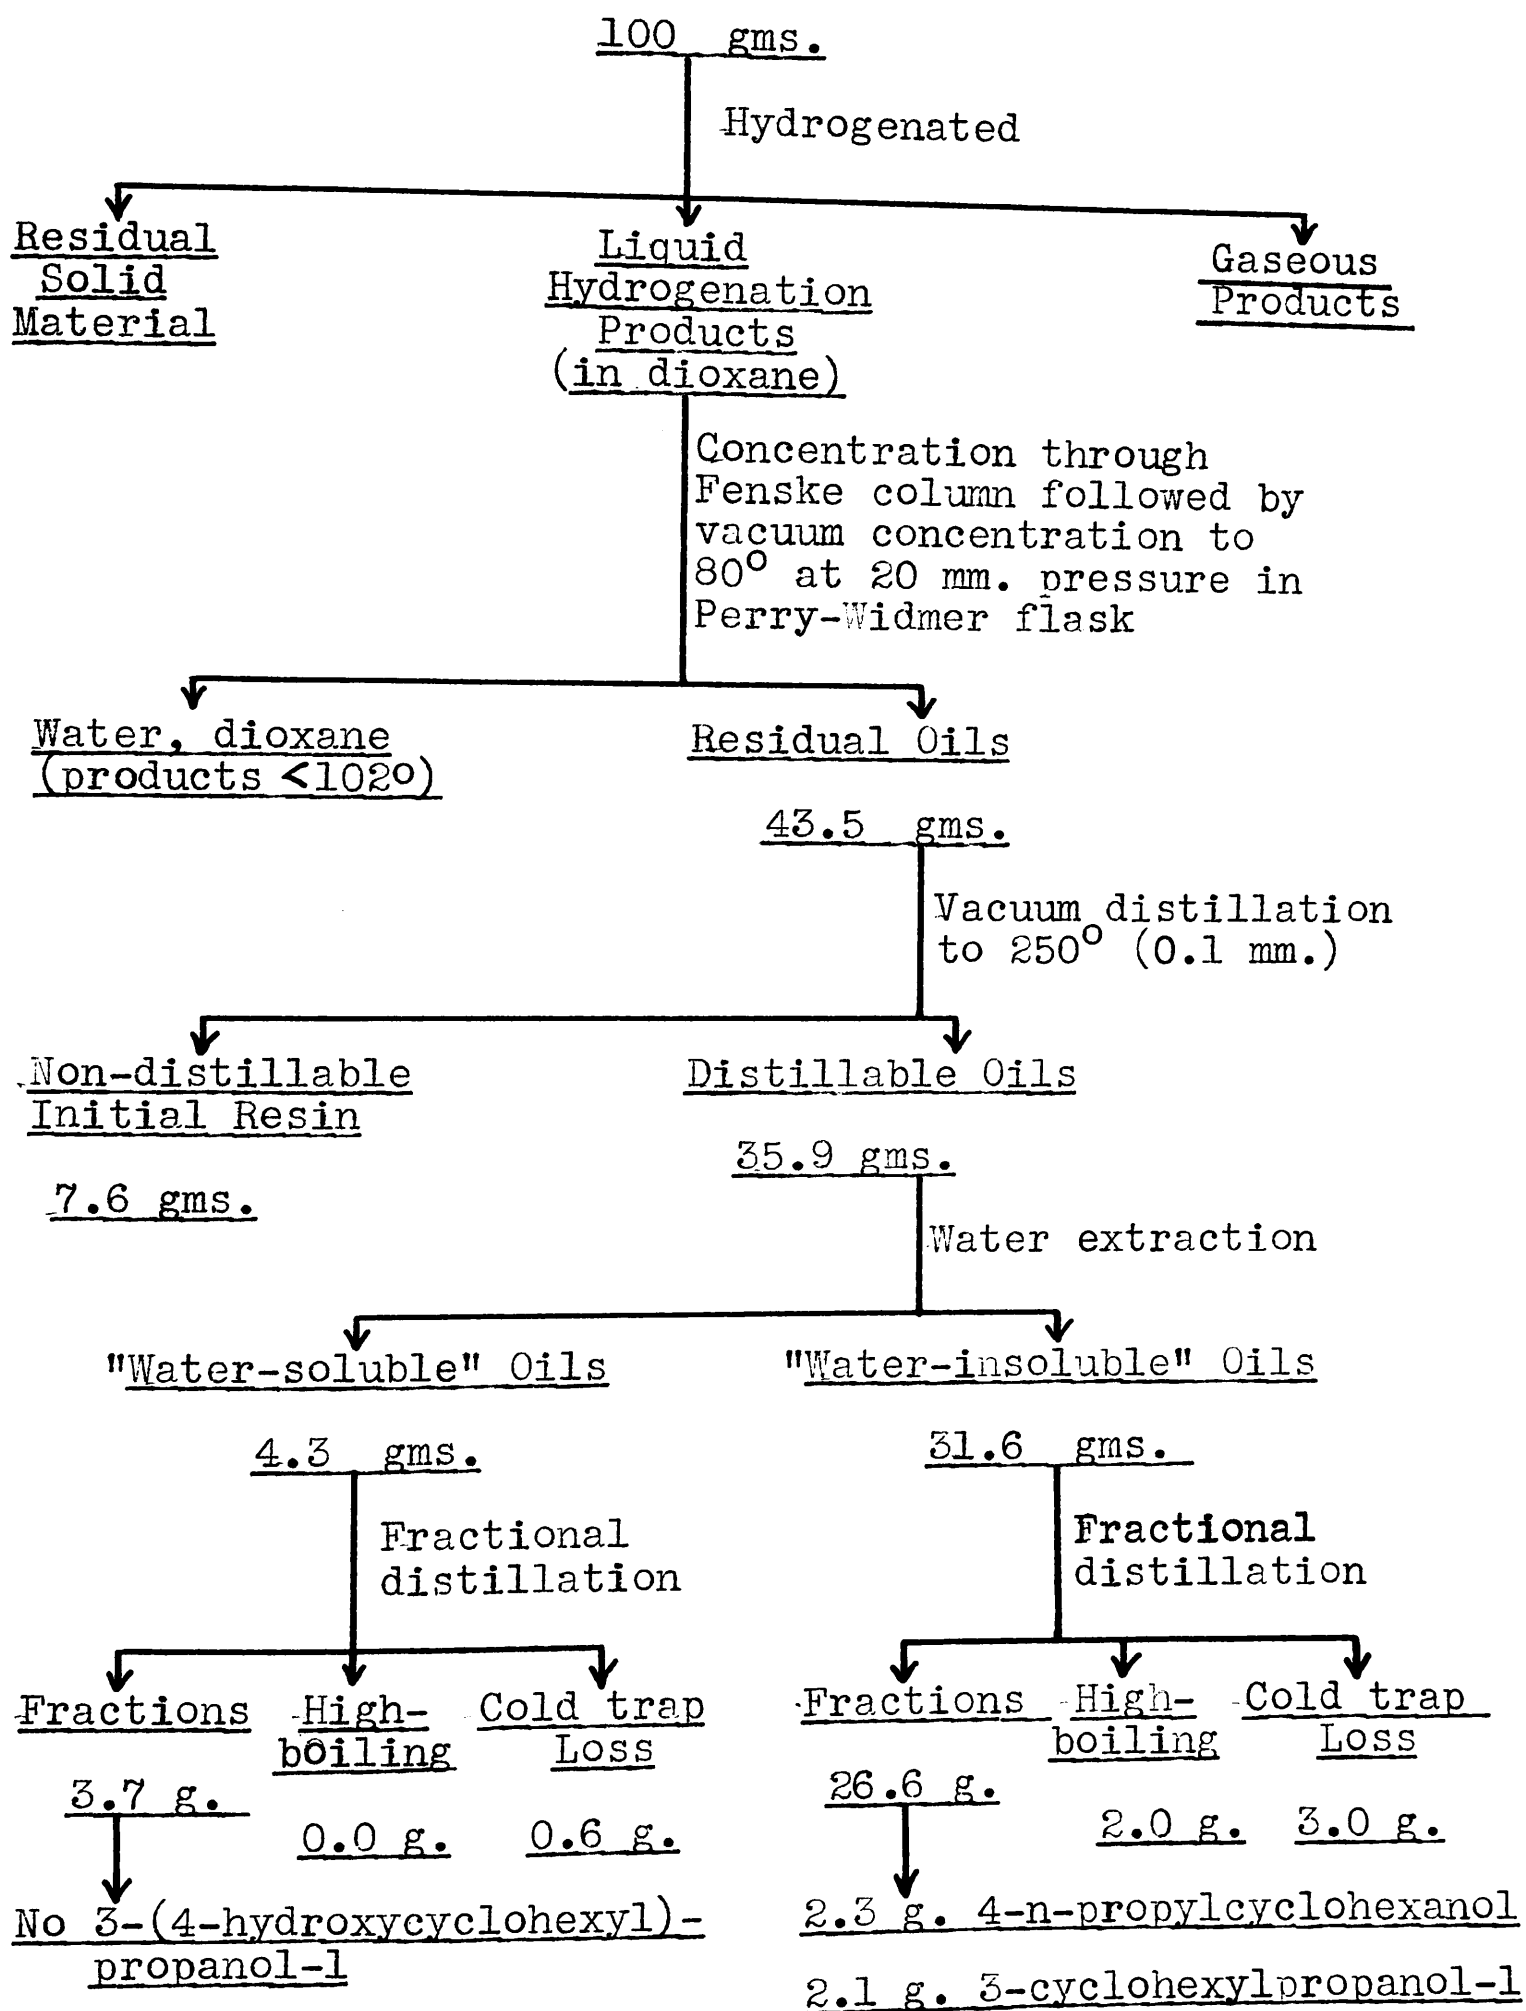 100 gms.
Hydrogenated
Residual
Solid
Material
Liquid
Hydrogenation
Products
(in dioxane)
Gaseous
Products
Concentration through
Fenske column followed by
vacuum concentration to
80° at 20 mm. pressure in
Perry-Widmer flask
Water, dioxane
(products <102°)
Residual Oils
43.5 gms.
Vacuum distillation
to 250° (0.1 mm.)
Non-distillable
Initial Resin
7.6 gms.
Distillable Oils
35.9 gms.
Water extraction
"Water-soluble" Oils
4.3 gms.
"Water-insoluble" Oils
31.6 gms.
Fractional
distillation
Fractional
distillation
Fractions
3.7 g.
High-
boiling
0.0 g.
Cold trap
Loss
0.6 g.
No 3-(4-hydroxycyclohexyl)-
propanol-1
Fractions
26.6 g.
High-
boiling
2.0 g.
Cold trap
Loss
3.0 g.
2.3 g. 4-n-propylcyclohexanol
2.1 g. 3-cyclohexylpropanol-1